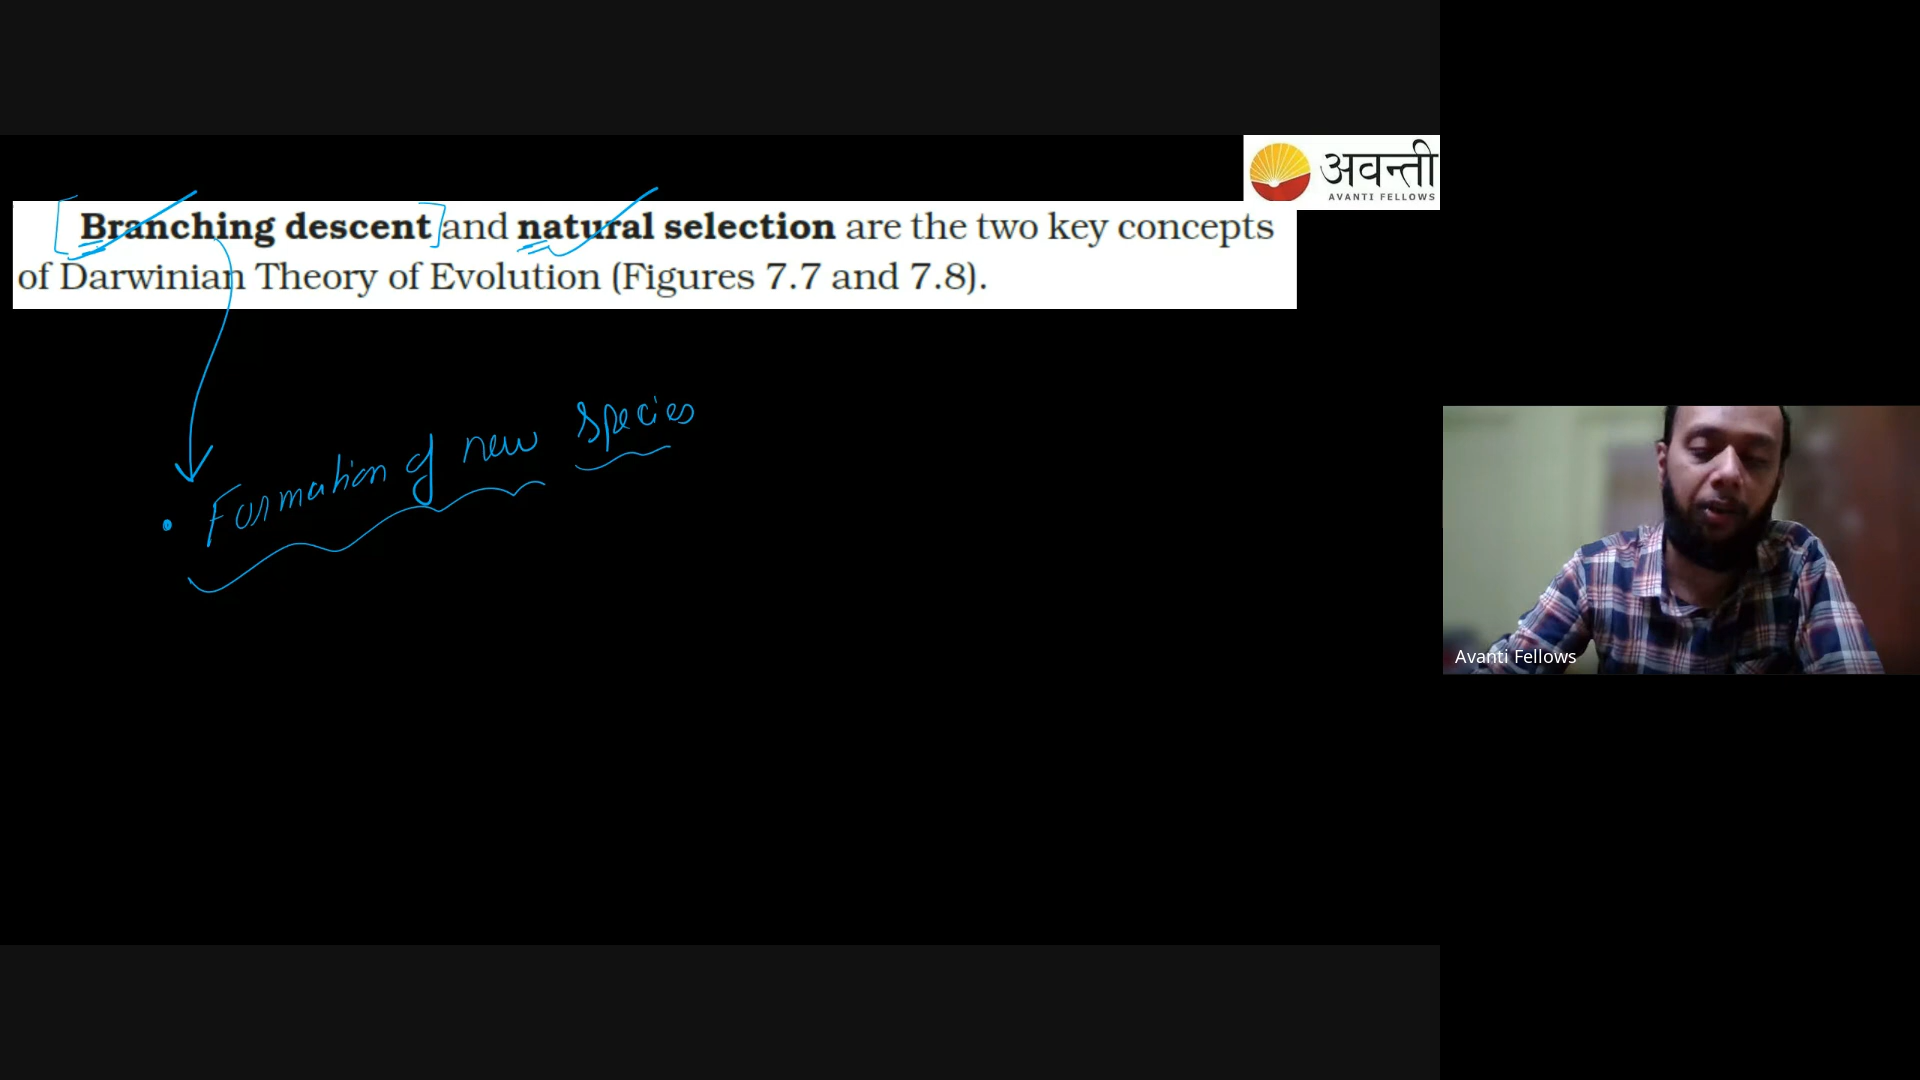 अवन्ती
AVANTI FELLOWS
Branching descent and natural selection are the two key concepts
of Darwinian Theory of Evolution (Figures 7.7 and 7.8).
• Formation of new species
Avanti Fellows